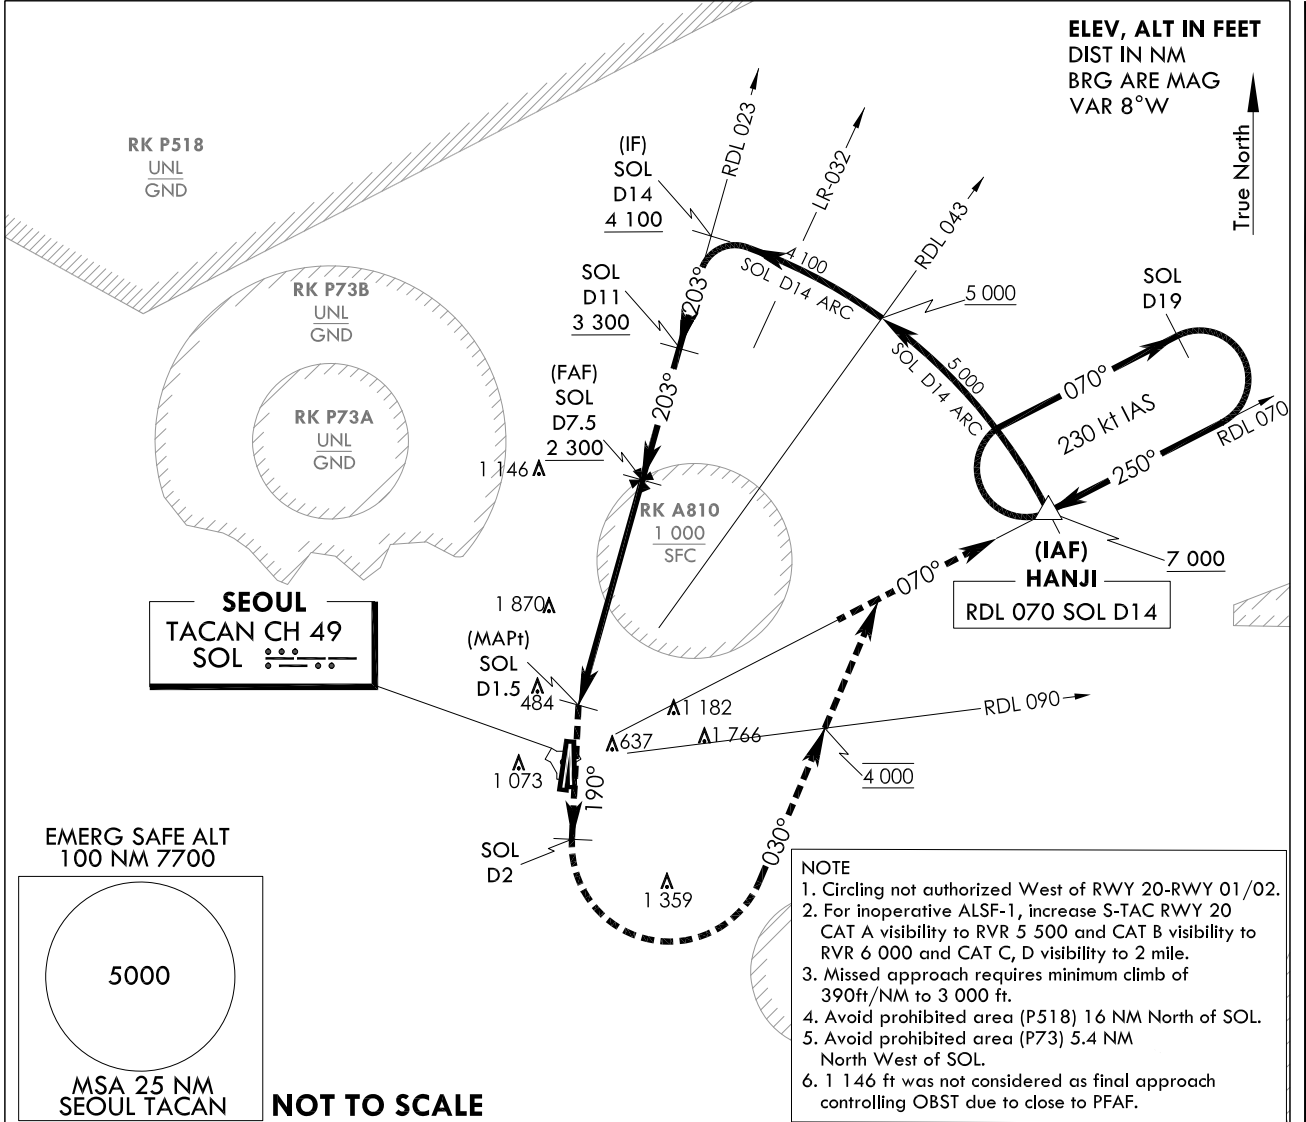 ELEV, ALT IN FEET
DIST IN NM
BRG ARE MAG
VAR 8°W
True North
RK P518
UNL
GND
(IF)
SOL
D14
4 100
RDL 023
LR-032
RDL 043
4 100
SOL D14 ARC
5 000
SOL
D19
SOL
D11
3 300
203°
RK P73B
UNL
GND
(FAF)
SOL
D7.5
2 300
203°
5 000
SOL D14 ARC
070°
230 kt IAS
RDL 070
250°
RK P73A
UNL
GND
1 146
RK A810
1 000
SFC
(IAF)
HANJI
RDL 070 SOL D14
7 000
070°
SEOUL
TACAN CH 49
SOL
1 870
(MAPt)
SOL
D1.5
484
1 182
637
1 766
RDL 090
4 000
1 073
190°
030°
SOL
D2
1 359
EMERG SAFE ALT
100 NM 7700
5000
MSA 25 NM
SEOUL TACAN
NOT TO SCALE
NOTE
1. Circling not authorized West of RWY 20-RWY 01/02.
2. For inoperative ALSF-1, increase S-TAC RWY 20
CAT A visibility to RVR 5 500 and CAT B visibility to
RVR 6 000 and CAT C, D visibility to 2 mile.
3. Missed approach requires minimum climb of
390ft/NM to 3 000 ft.
4. Avoid prohibited area (P518) 16 NM North of SOL.
5. Avoid prohibited area (P73) 5.4 NM
North West of SOL.
6. 1 146 ft was not considered as final approach
controlling OBST due to close to PFAF.